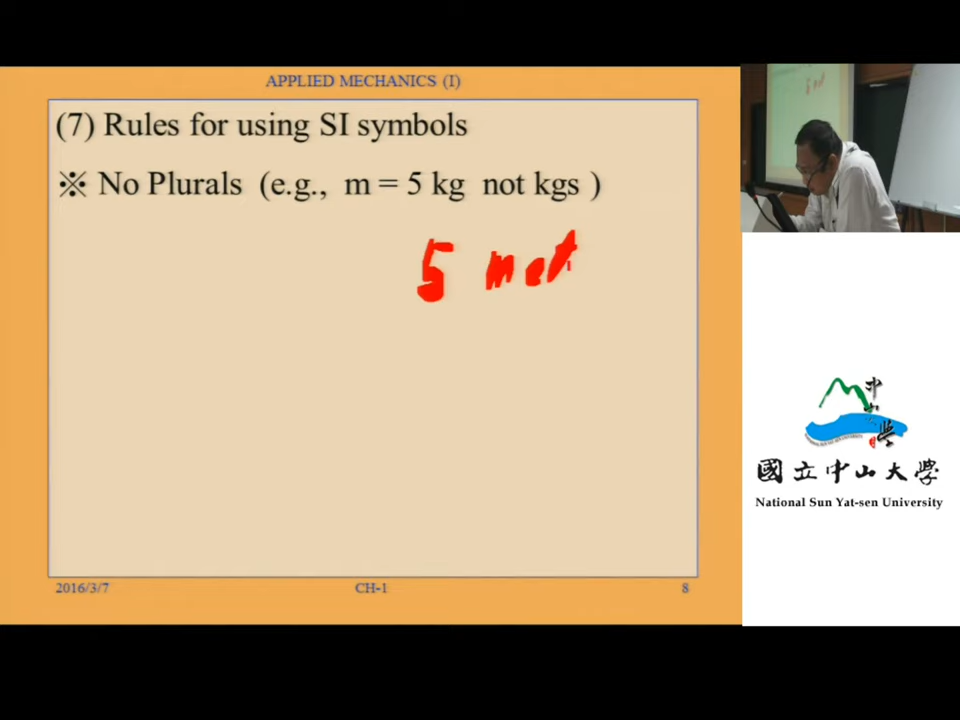 APPLIED MECHANICS (I)
(7) Rules for using SI symbols
※ No Plurals (e.g., m = 5 kg not kgs )
5 met
2016/3/7
CH-1
8
國立中山大學
National Sun Yat-sen University